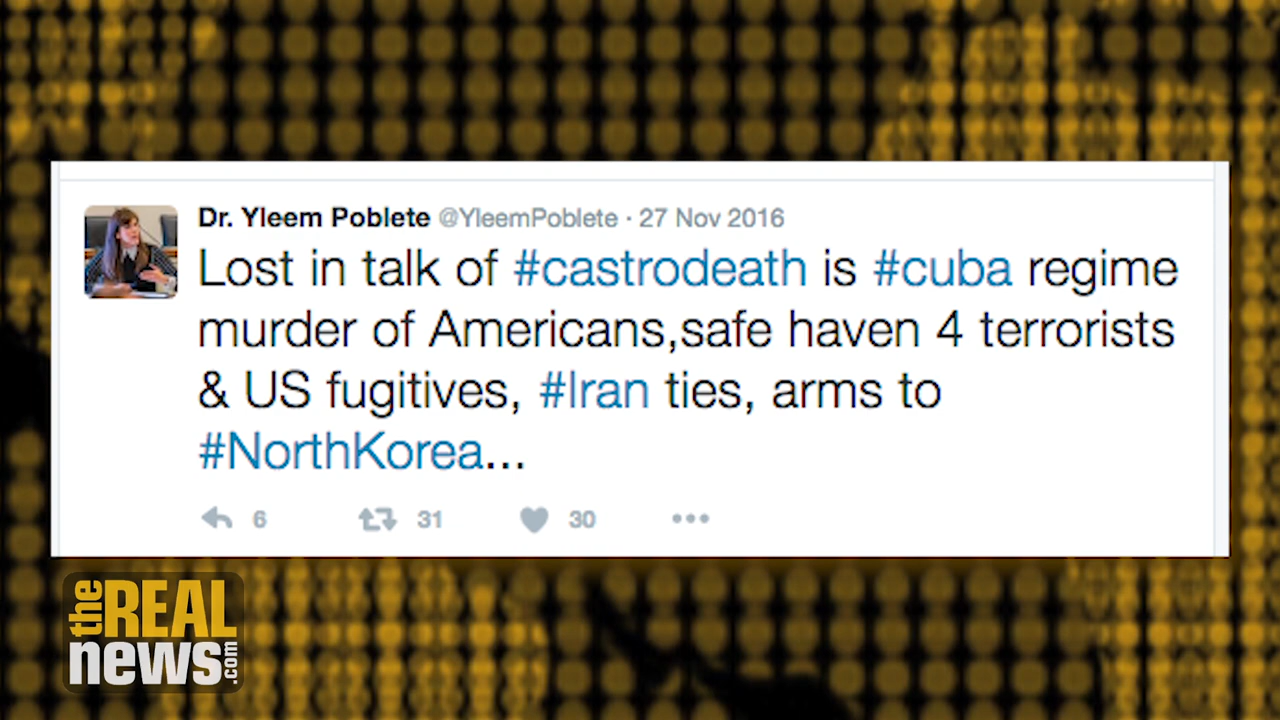 Dr. Yleem Poblete @YleemPoblete · 27 Nov 2016
Lost in talk of #castrodeath is #cuba regime
murder of Americans,safe haven 4 terrorists
& US fugitives, #Iran ties, arms to
#NorthKorea...
6 31 30
the REAL
news.com